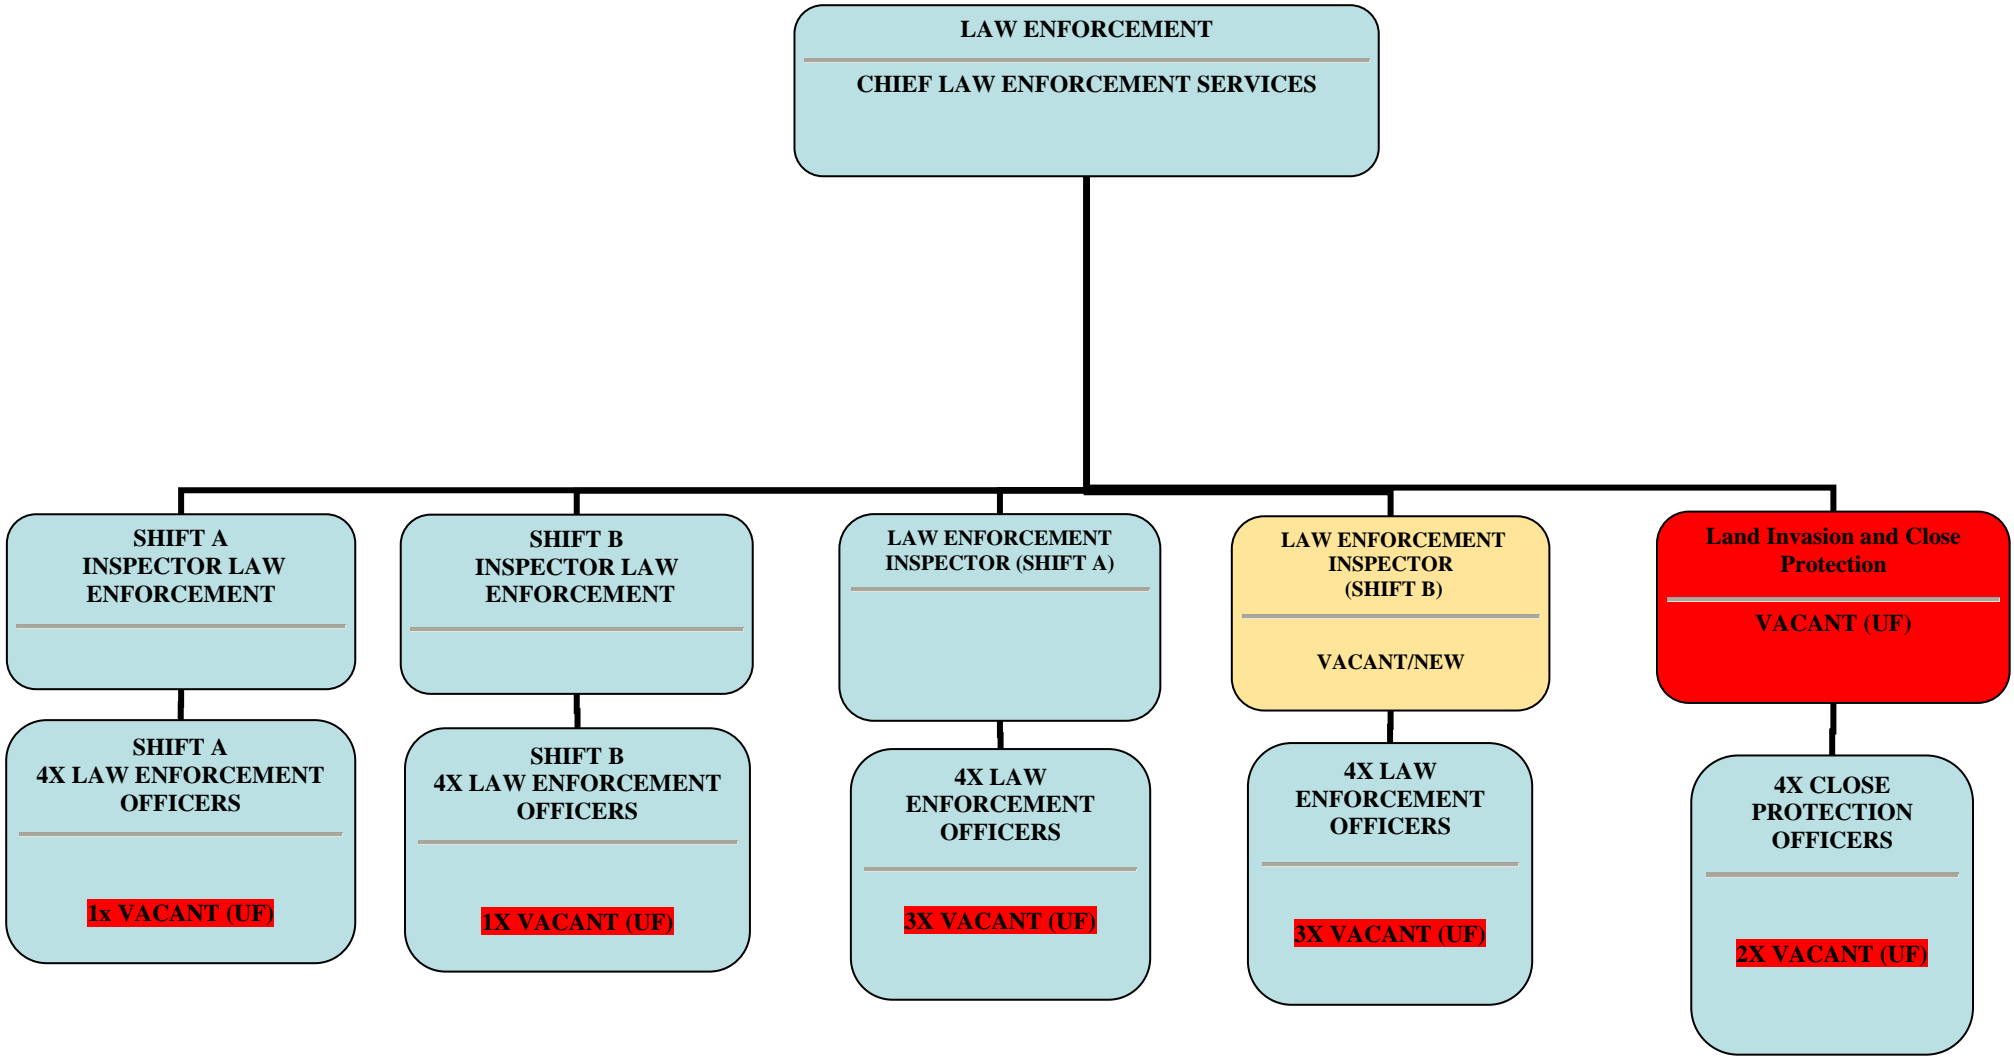 LAW ENFORCEMENT
CHIEF LAW ENFORCEMENT SERVICES
SHIFT A
INSPECTOR LAW
ENFORCEMENT
SHIFT B
INSPECTOR LAW
ENFORCEMENT
LAW ENFORCEMENT
INSPECTOR (SHIFT A)
LAW ENFORCEMENT
INSPECTOR
(SHIFT B)
VACANT/NEW
Land Invasion and Close
Protection
VACANT (UF)
SHIFT A
4X LAW ENFORCEMENT
OFFICERS
1x VACANT (UF)
SHIFT B
4X LAW ENFORCEMENT
OFFICERS
1X VACANT (UF)
4X LAW
ENFORCEMENT
OFFICERS
3X VACANT (UF)
4X LAW
ENFORCEMENT
OFFICERS
3X VACANT (UF)
4X CLOSE
PROTECTION
OFFICERS
2X VACANT (UF)